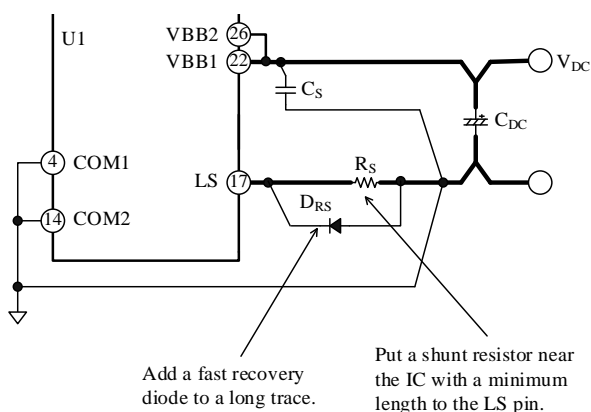 U1
VBB2
26
VBB1
22
VDC
CS
CDC
4
COM1
LS
17
RS
14
COM2
DRS
Add a fast recovery
diode to a long trace.
Put a shunt resistor near
the IC with a minimum
length to the LS pin.